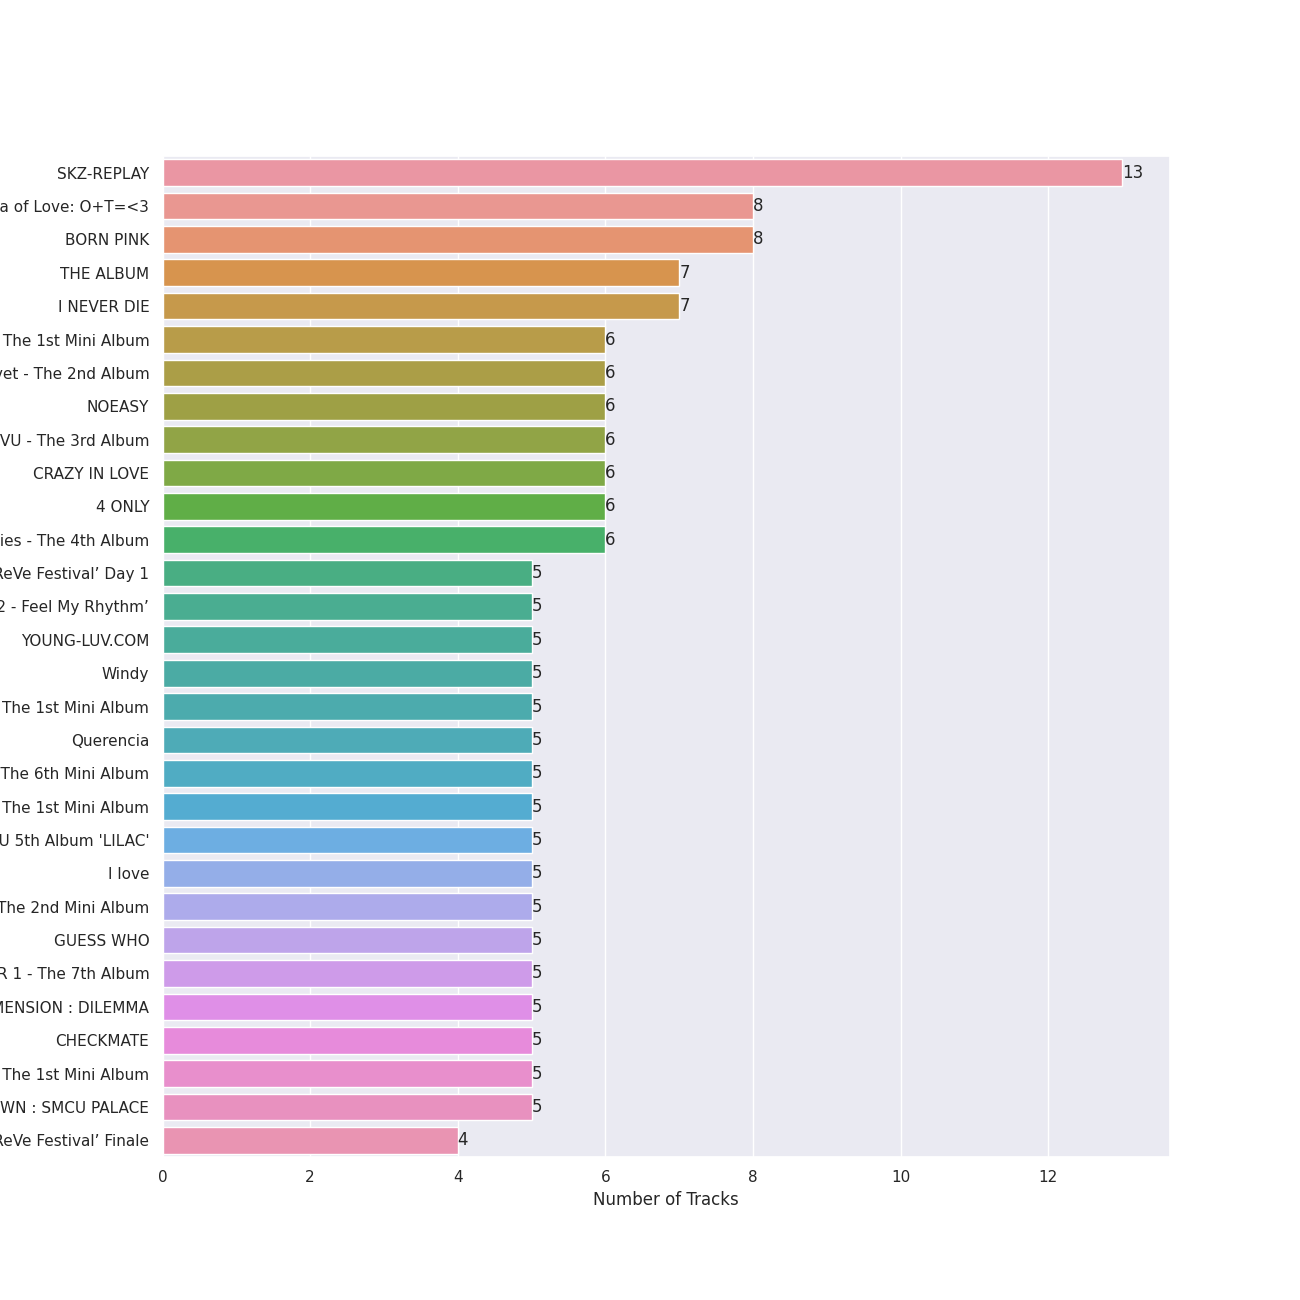 SKZ-REPLAY 13
a of Love: O+T=<3 8
BORN PINK 8
THE ALBUM 7
I NEVER DIE 7
The 1st Mini Album 6
vet - The 2nd Album 6
NOEASY 6
VU - The 3rd Album 6
CRAZY IN LOVE 6
4 ONLY 6
ies - The 4th Album 6
ReVe Festival’ Day 1 5
2 - Feel My Rhythm’ 5
YOUNG-LUV.COM 5
Windy 5
The 1st Mini Album 5
Querencia 5
The 6th Mini Album 5
The 1st Mini Album 5
U 5th Album 'LILAC' 5
I love 5
The 2nd Mini Album 5
GUESS WHO 5
R 1 - The 7th Album 5
MENSION : DILEMMA 5
CHECKMATE 5
The 1st Mini Album 5
WN : SMCU PALACE 5
ReVe Festival’ Finale 4
0 2 4 6 8 10 12
Number of Tracks